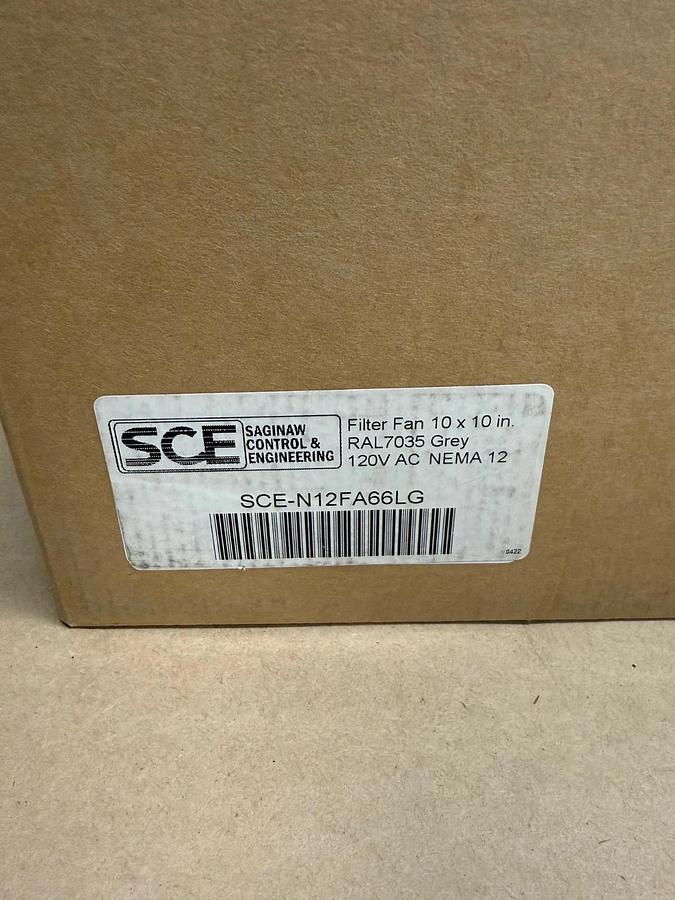 SCE
SAGINAW
CONTROL &
ENGINEERING
Filter Fan 10 x 10 in.
RAL7035 Grey
120V AC NEMA 12
SCE-N12FA66LG
0422